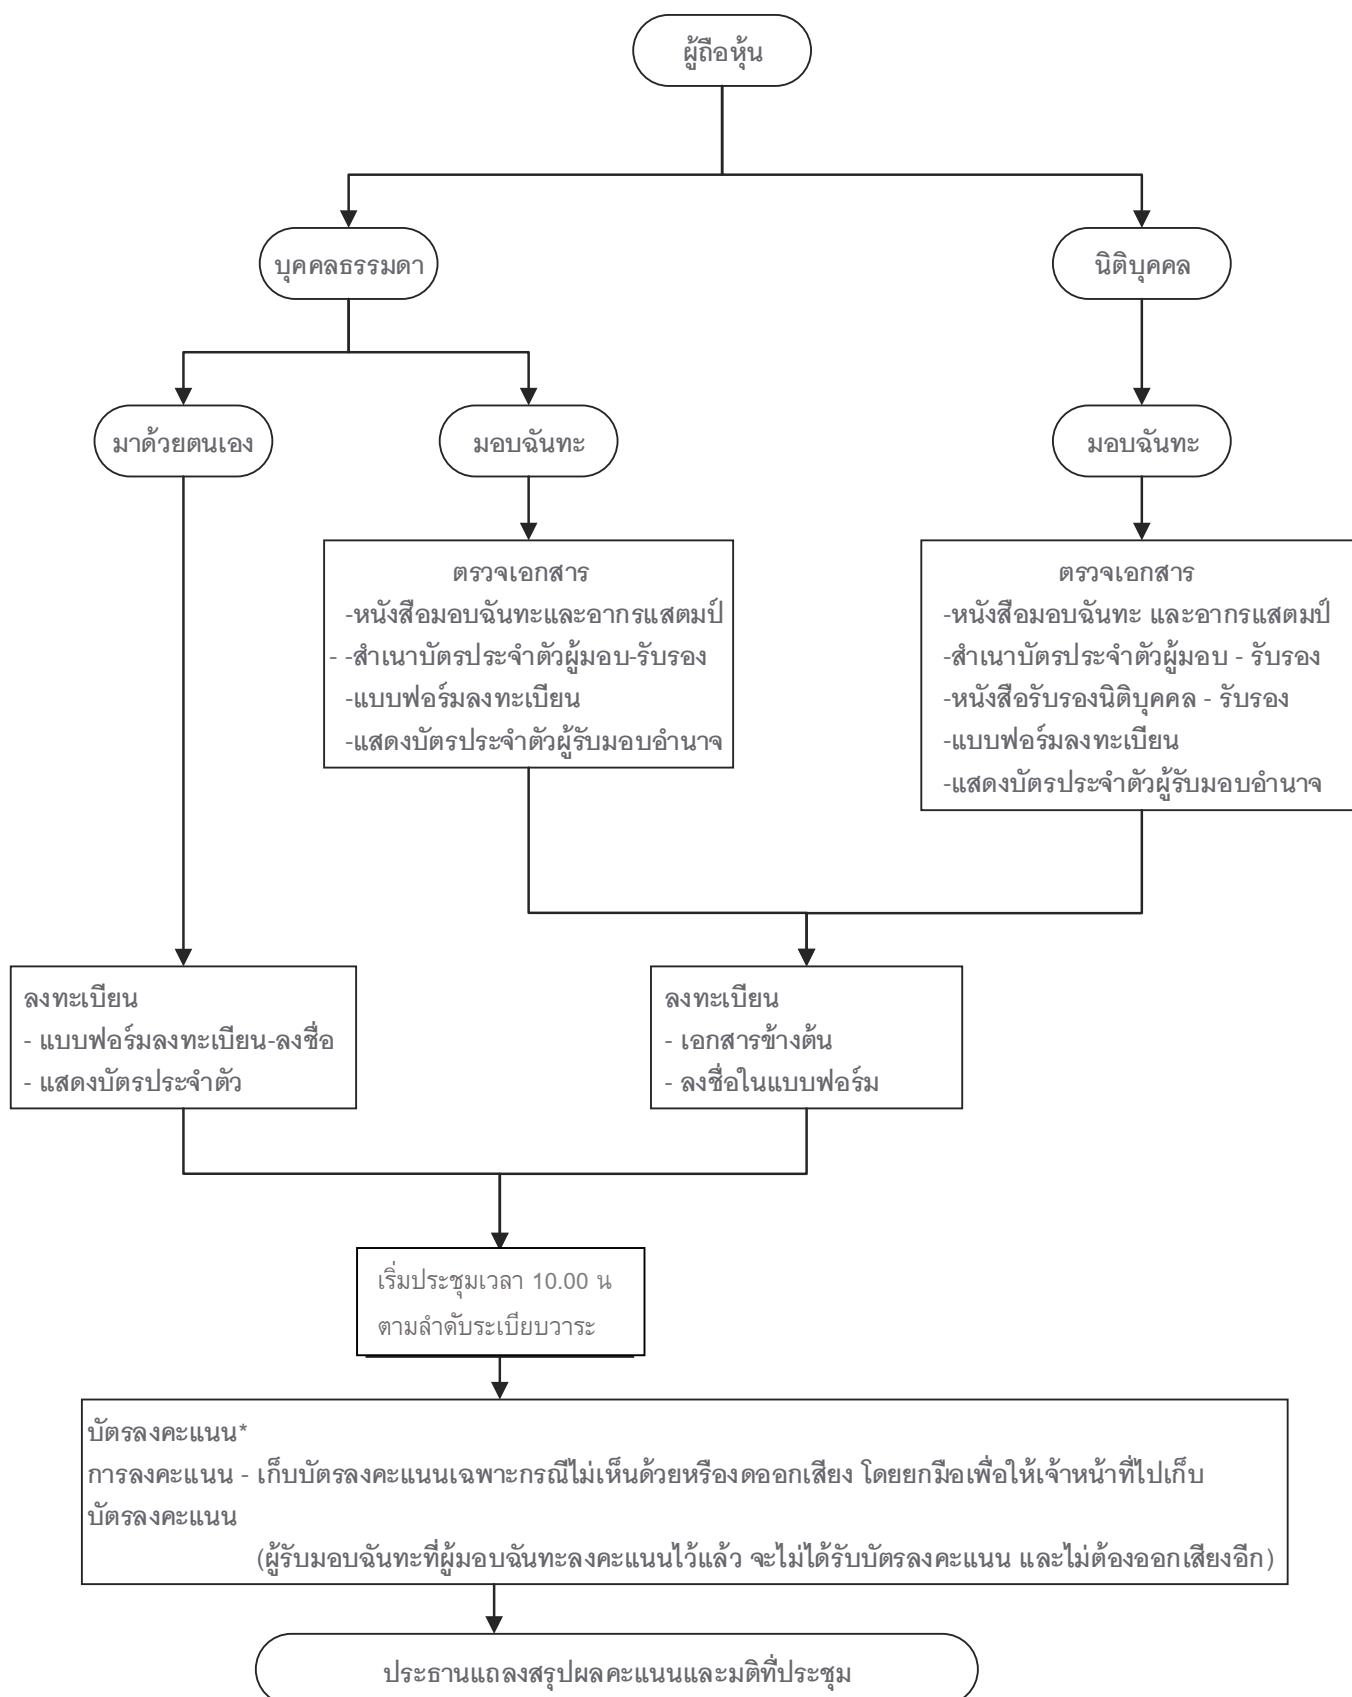 ผู้ถือหุ้น
บุคคลธรรมดา
นิติบุคคล
มาด้วยตนเอง
มอบฉันทะ
มอบฉันทะ
ตรวจเอกสาร
-หนังสือมอบฉันทะและอากรแสตมป์
- -สำเนาบัตรประจำตัวผู้มอบ-รับรอง
-แบบฟอร์มลงทะเบียน
-แสดงบัตรประจำตัวผู้รับมอบอำนาจ
ตรวจเอกสาร
-หนังสือมอบฉันทะ และอากรแสตมป์
-สำเนาบัตรประจำตัวผู้มอบ - รับรอง
-หนังสือรับรองนิติบุคคล - รับรอง
-แบบฟอร์มลงทะเบียน
-แสดงบัตรประจำตัวผู้รับมอบอำนาจ
ลงทะเบียน
- แบบฟอร์มลงทะเบียน-ลงชื่อ
- แสดงบัตรประจำตัว
ลงทะเบียน
- เอกสารข้างต้น
- ลงชื่อในแบบฟอร์ม
เริ่มประชุมเวลา 10.00 น
ตามลำดับระเบียบวาระ
บัตรลงคะแนน*
การลงคะแนน - เก็บบัตรลงคะแนนเฉพาะกรณีไม่เห็นด้วยหรืองดออกเสียง โดยยกมือเพื่อให้เจ้าหน้าที่ไปเก็บ
บัตรลงคะแนน
(ผู้รับมอบฉันทะที่ผู้มอบฉันทะลงคะแนนไว้แล้ว จะไม่ได้รับบัตรลงคะแนน และไม่ต้องออกเสียงอีก)
ประธานแถลงสรุปผลคะแนนและมติที่ประชุม